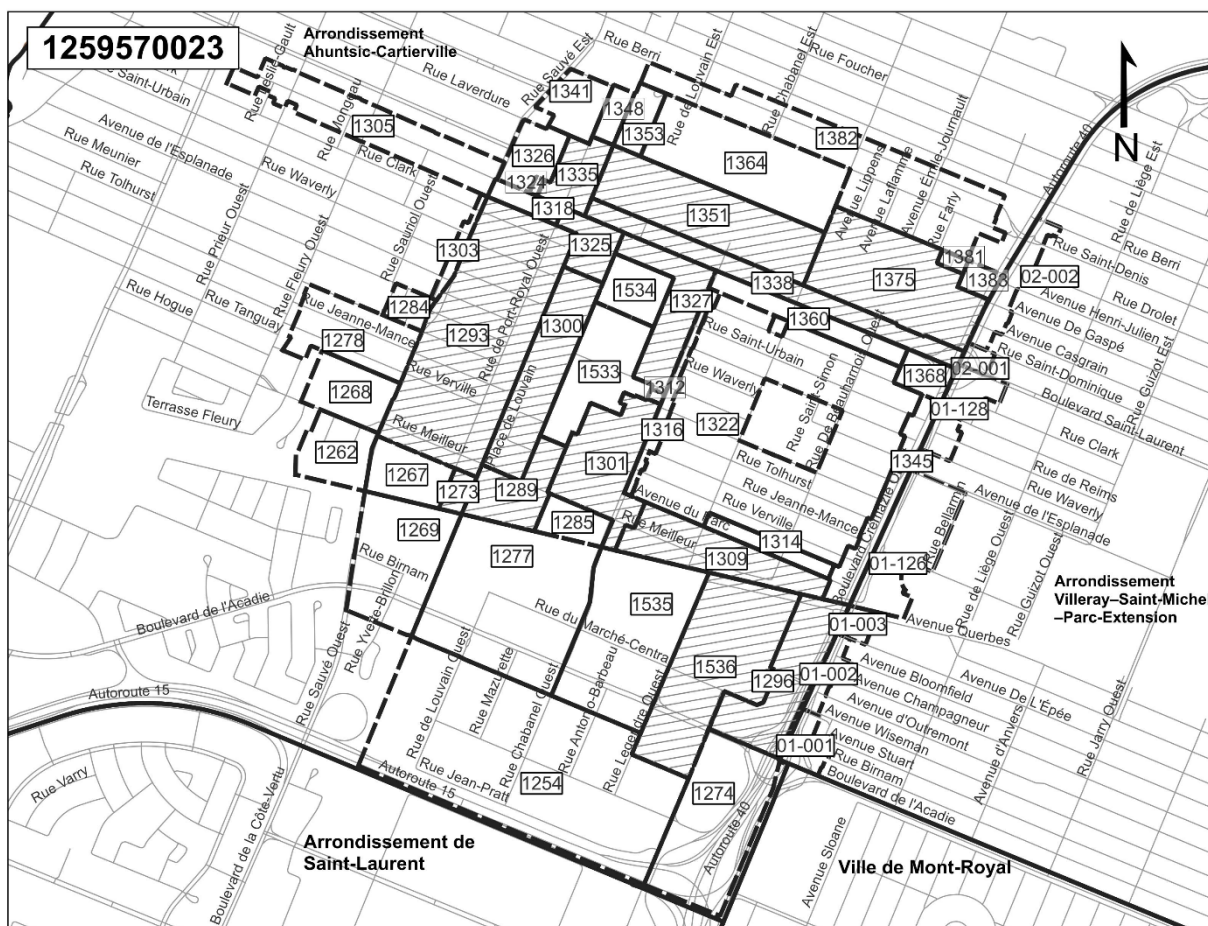 1259570023
Arrondissement
Ahuntsic-Cartierville
Rue Saint-Urbain
Rue Leslie-Gault
Rue Mongeau
Rue Laverdure
Rue Sauvé Est
Rue Berri
Rue de Louvain Est
Rue Chabanel Est
Rue Foucher
Avenue de l'Esplanade
Rue Meunier
Rue Tolhurst
Rue Waverly
Rue Clark
Rue Prieur Ouest
Rue Fleury Ouest
Rue Sauriol Ouest
Rue Hogue
Rue Tanguay
Rue Jeanne-Mance
Rue Verville
Rue Meilleur
Terrasse Fleury
Rue de Port-Royal Ouest
Place de Louvain
Avenue Lippens
Avenue Laflamme
Avenue Émile-Journault
Rue Farly
Autoroute 40
N
Rue de Liège Est
Rue Berri
Rue Saint-Denis
Rue Drolet
Avenue Henri-Julien
Avenue De Gaspé
Avenue Casgrain
Rue Saint-Dominique
Boulevard Saint-Laurent
Rue Guizot Est
Rue Clark
Rue de Reims
Rue Waverly
Avenue de l'Esplanade
Rue Saint-Urbain
Rue Waverly
Rue Saint-Simon
Rue De Beauharnois Ouest
Rue Tolhurst
Rue Jeanne-Mance
Rue Verville
Avenue du Parc
Rue Meilleur
Boulevard Crémazie O
Rue Bellarmin
Rue de Liège Ouest
Rue Guizot Ouest
Arrondissement
Villeray–Saint-Michel
–Parc-Extension
Avenue Querbes
Avenue Bloomfield
Avenue Champagneur
Avenue d'Outremont
Avenue Wiseman
Avenue Stuart
Rue Birnam
Boulevard de l'Acadie
Avenue De L'Épée
Avenue d'Anvers
Rue Jarry Ouest
Rue Birnam
Boulevard de l'Acadie
Rue Yves-Brillon
Rue Sauvé Ouest
Autoroute 15
Rue du Marché-Central
Rue de Louvain Ouest
Rue Mazurette
Rue Chabanel Ouest
Rue Antonio-Barbeau
Rue Legendre Ouest
Rue Jean-Pratt
Autoroute 15
Autoroute 40
Rue Varry
Boulevard de la Côte-Vertu
Arrondissement de
Saint-Laurent
Ville de Mont-Royal
Avenue Sloane
1341
1348
1353
1305
1382
1326
1335
1364
1324
1318
1351
1303
1325
1381
1338
1375
1388
02-002
1284
1534
1327
1293
1300
1360
1278
1533
1312
1368
02-001
1268
1322
01-128
1316
1262
1301
1345
1267
1273
1289
1285
1314
1269
1277
1309
01-126
1535
01-003
1536
1296
01-002
01-001
1254
1274